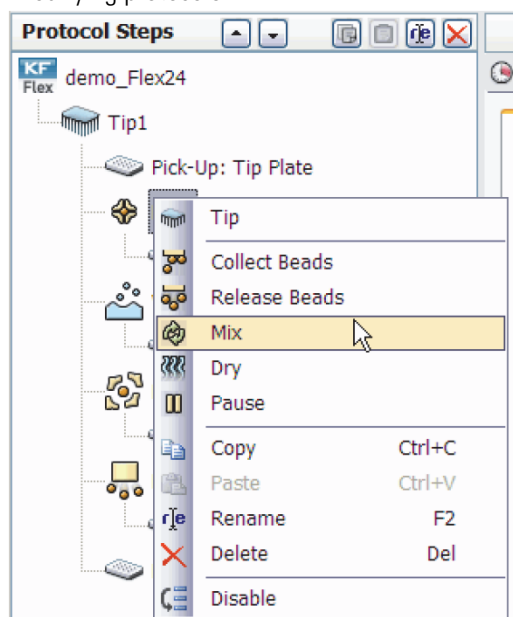 Protocol Steps
KF
Flex
demo_Flex24
Tip1
Pick-Up: Tip Plate
Tip
Collect Beads
Release Beads
Mix
Dry
Pause
Copy Ctrl+C
Paste Ctrl+V
Rename F2
Delete Del
Disable